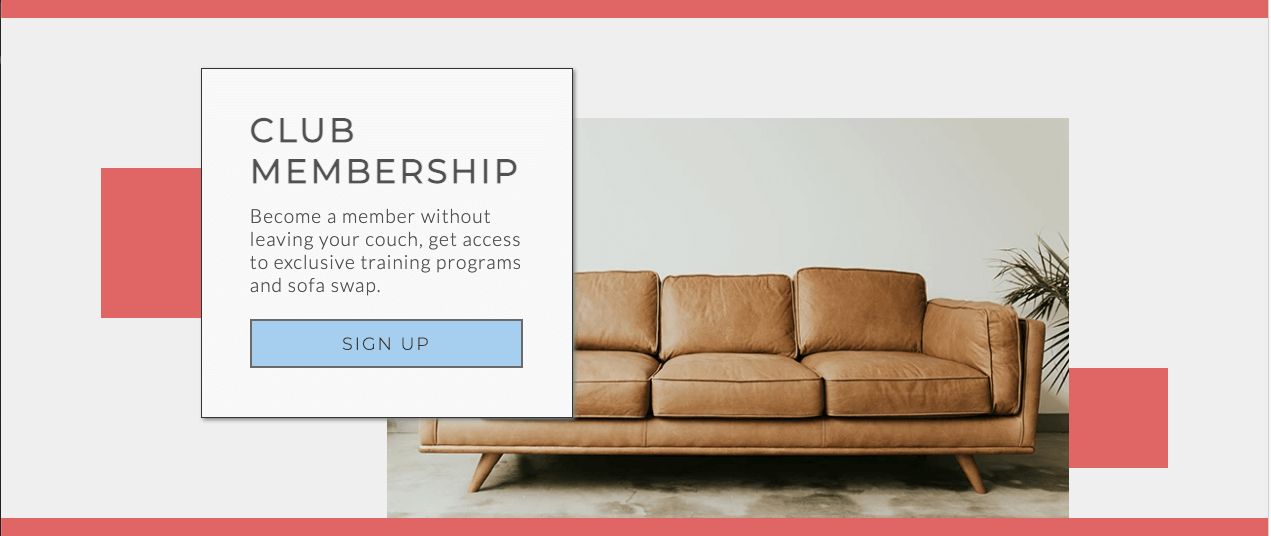 CLUB
MEMBERSHIP
Become a member without
leaving your couch, get access
to exclusive training programs
and sofa swap.
SIGN UP